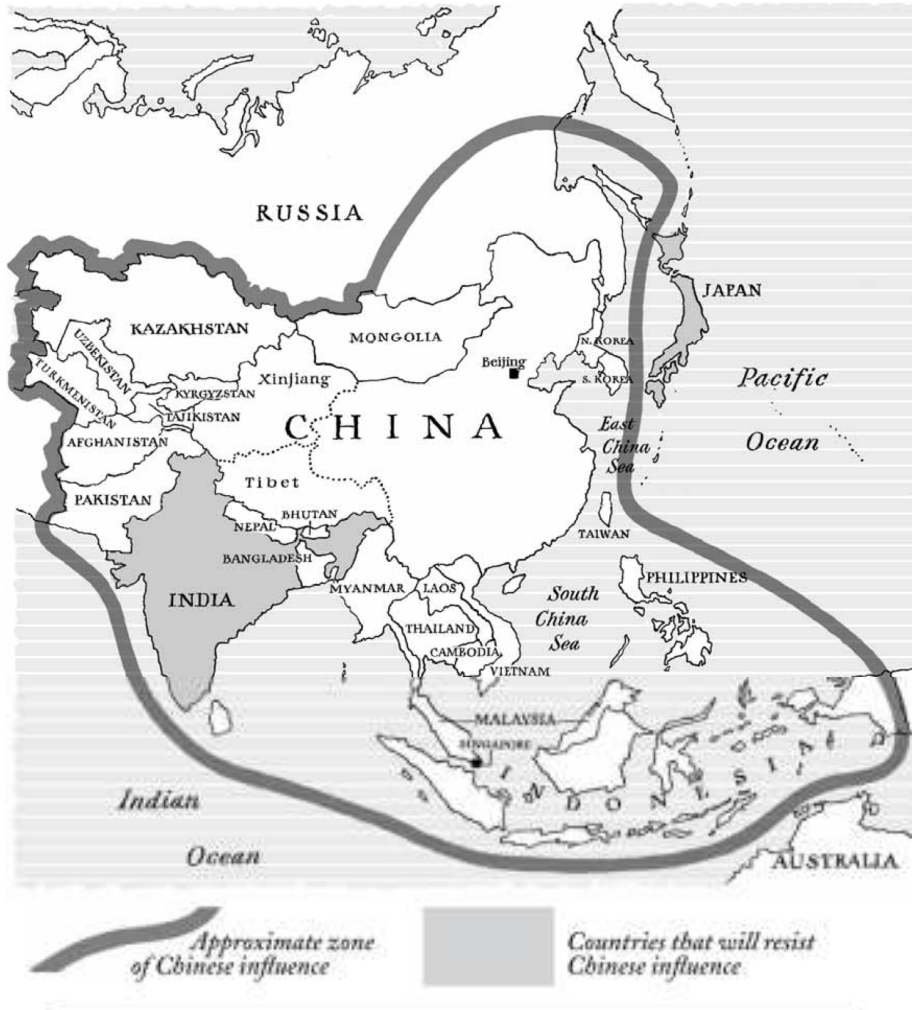 RUSSIA
JAPAN
KAZAKHSTAN
MONGOLIA
UZBEKISTAN
N. KOREA
Beijing
TURKMENISTAN
Xinjiang
S. KOREA
Pacific
Ocean
KYRGYZSTAN
TAJIKISTAN
CHINA
East
China
Sea
AFGHANISTAN
Tibet
PAKISTAN
BHUTAN
NEPAL
TAIWAN
BANGLADESH
MYANMAR
LAOS
PHILIPPINES
INDIA
South
China
Sea
THAILAND
CAMBODIA
VIETNAM
MALAYSIA
SINGAPORE
INDONESIA
Indian
Ocean
AUSTRALIA
Approximate zone
of Chinese influence
Countries that will resist
Chinese influence